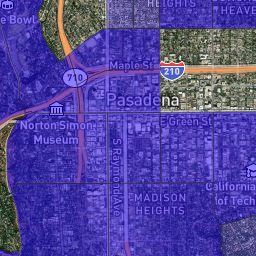 HEIGHTS
HEAVE
e Bowl
Maple St
710
210
Pasadena
Norton Simon
Museum
E Green St
S Raymond Ave
California
of Tech
MADISON
HEIGHTS